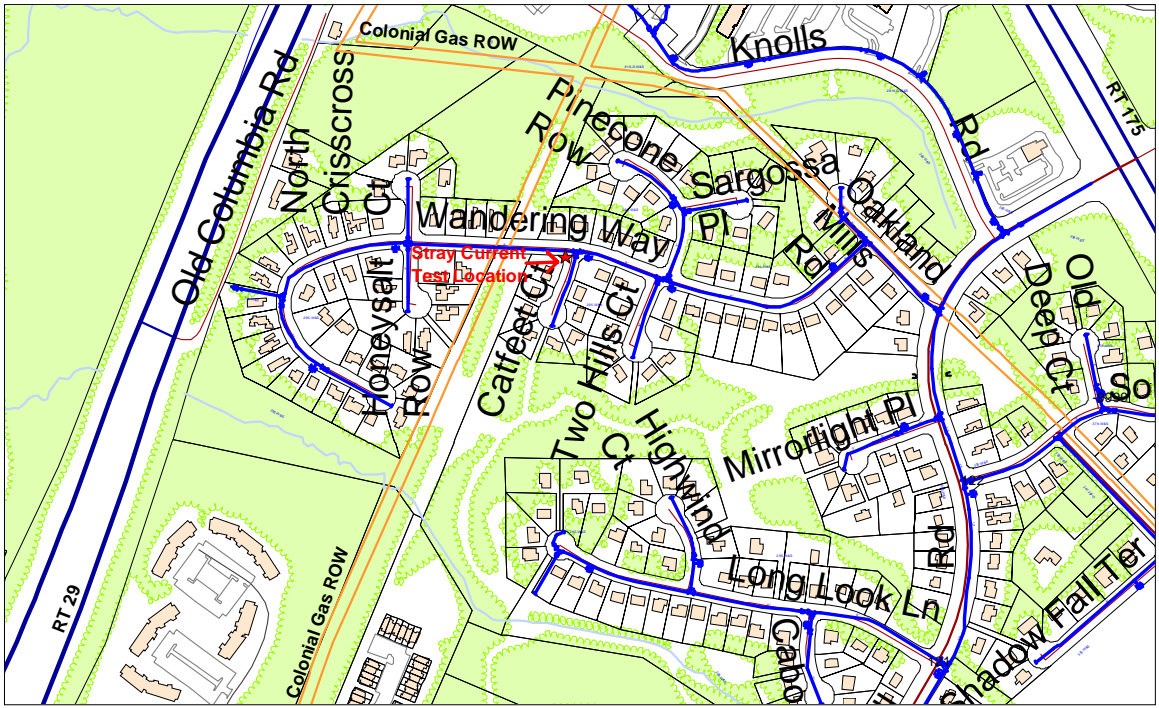 Colonial Gas ROW
Knolls
Rd
RT 175
Old Columbia Rd
North
Crisscross
Ct
Pinecone
Row
Sargossa
Pl
Wandering Way
Oakland
Mills
Rd
Stray Current
Test Location
Honeysalt
Row
Catfeet Ct
Two Hills Ct
Ct
Highwind
Mirrorlight Pl
Old
Deep Ct
So
Rd
Long Look Ln
Cabo
Shadow Fall Ter
RT 29
Colonial Gas ROW